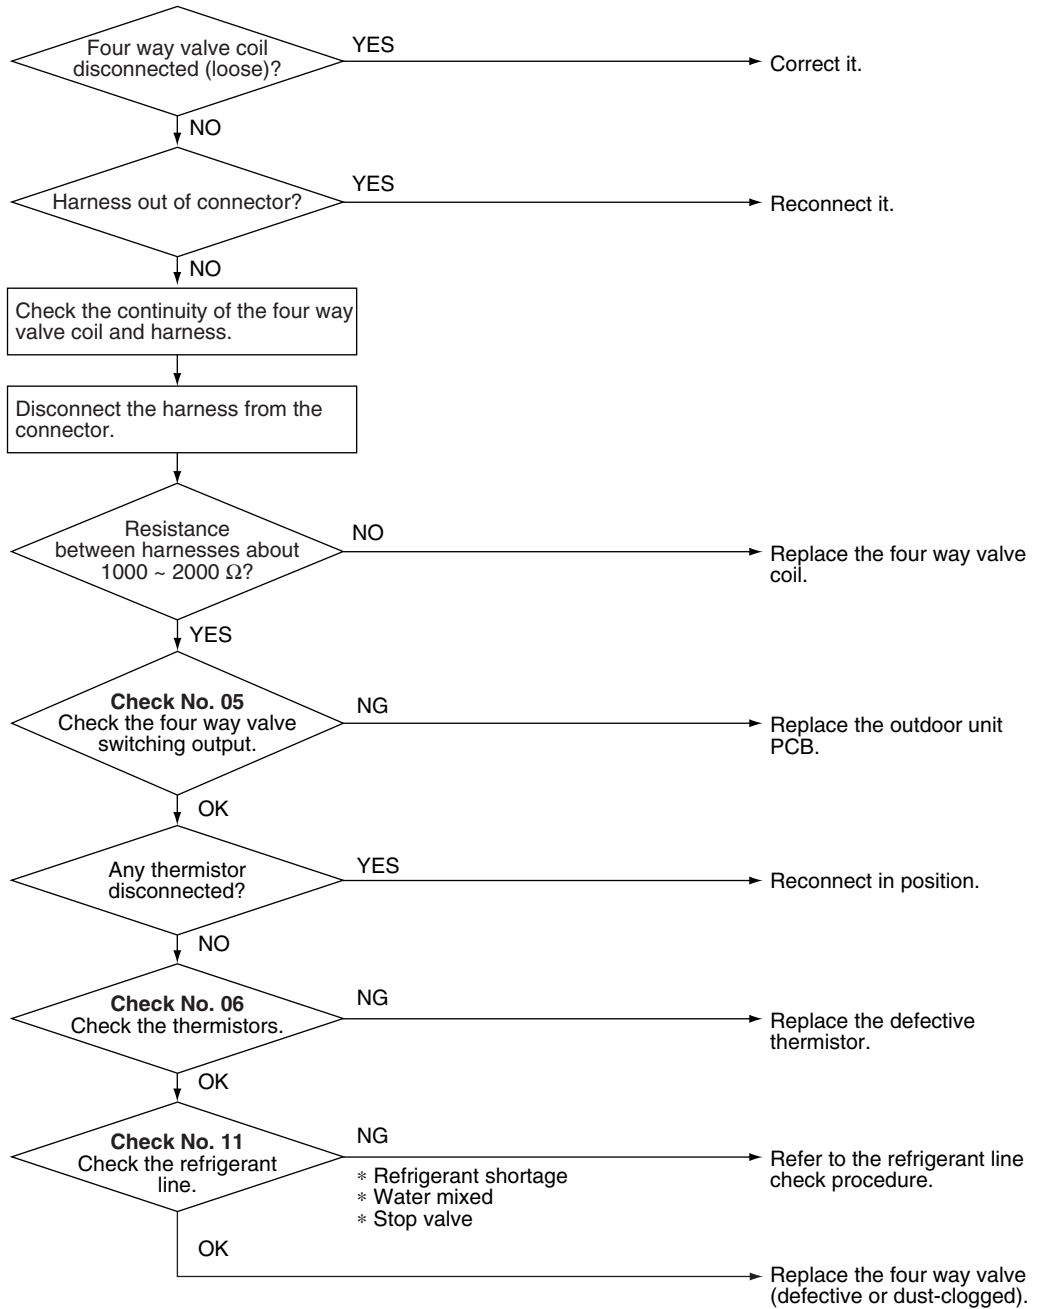 Four way valve coil
disconnected (loose)?
YES
Correct it.
NO
Harness out of connector?
YES
Reconnect it.
NO
Check the continuity of the four way
valve coil and harness.
Disconnect the harness from the
connector.
Resistance
between harnesses about
1000 ~ 2000 Ω?
NO
Replace the four way valve
coil.
YES
Check No. 05
Check the four way valve
switching output.
NG
Replace the outdoor unit
PCB.
OK
Any thermistor
disconnected?
YES
Reconnect in position.
NO
Check No. 06
Check the thermistors.
NG
Replace the defective
thermistor.
OK
Check No. 11
Check the refrigerant
line.
NG
∗ Refrigerant shortage
∗ Water mixed
∗ Stop valve
Refer to the refrigerant line
check procedure.
OK
Replace the four way valve
(defective or dust-clogged).